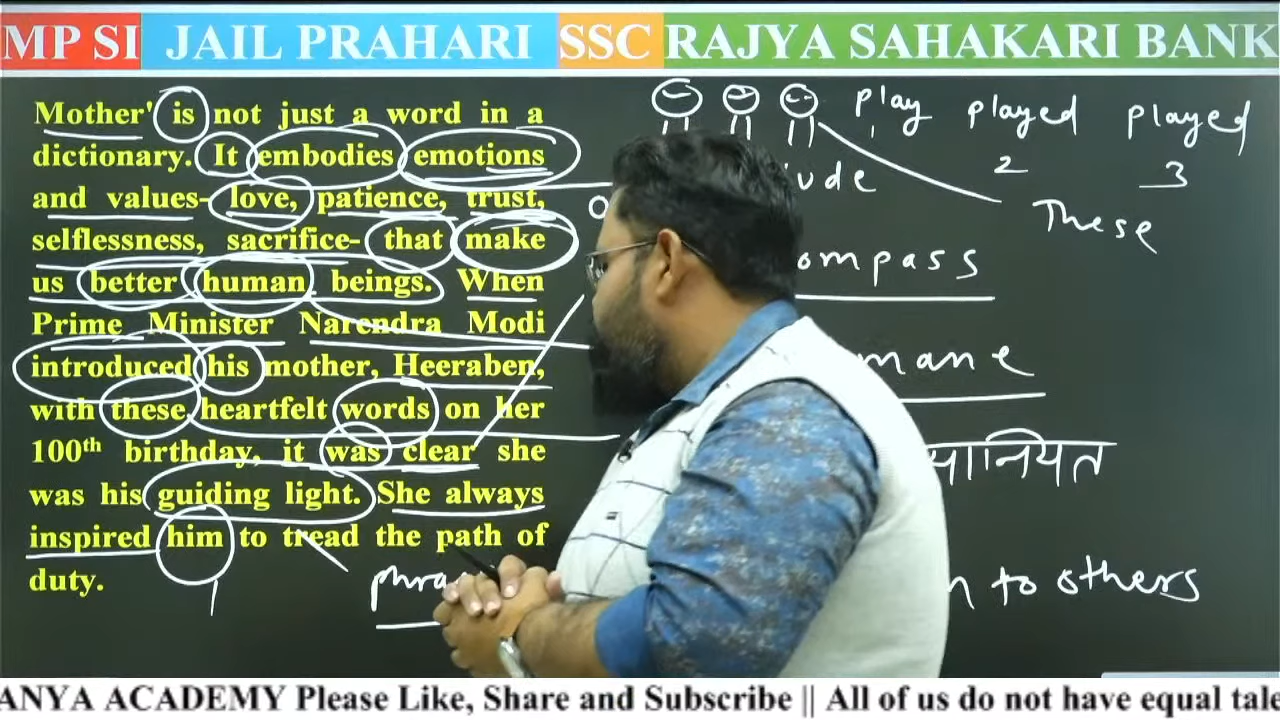 MP SI JAIL PRAHARI SSC RAJYA SAHAKARI BANK
Mother' is not just a word in a
dictionary. It embodies emotions
and values- love, patience, trust,
selflessness, sacrifice- that make
us better human beings. When
Prime Minister Narendra Modi
introduced his mother, Heeraben,
with these heartfelt words on her
100th birthday, it was clear she
was his guiding light. She always
inspired him to tread the path of
duty.
play played played
2 3
These
to others
ANYA ACADEMY Please Like, Share and Subscribe || All of us do not have equal tale